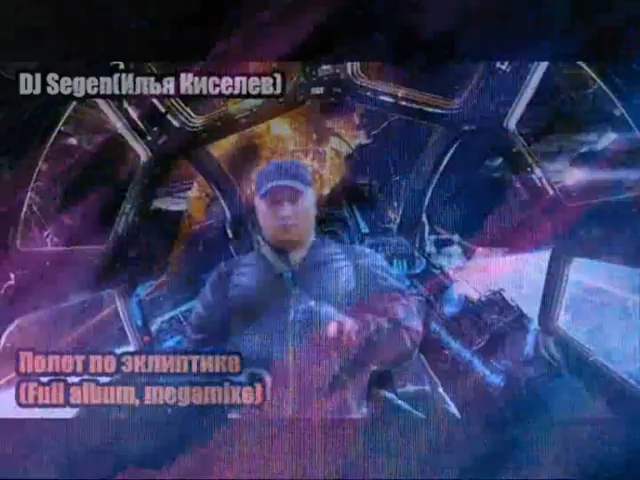 DJ Segen(Илья Киселев)
Полет по эклиптике
(Full album, megamixe)